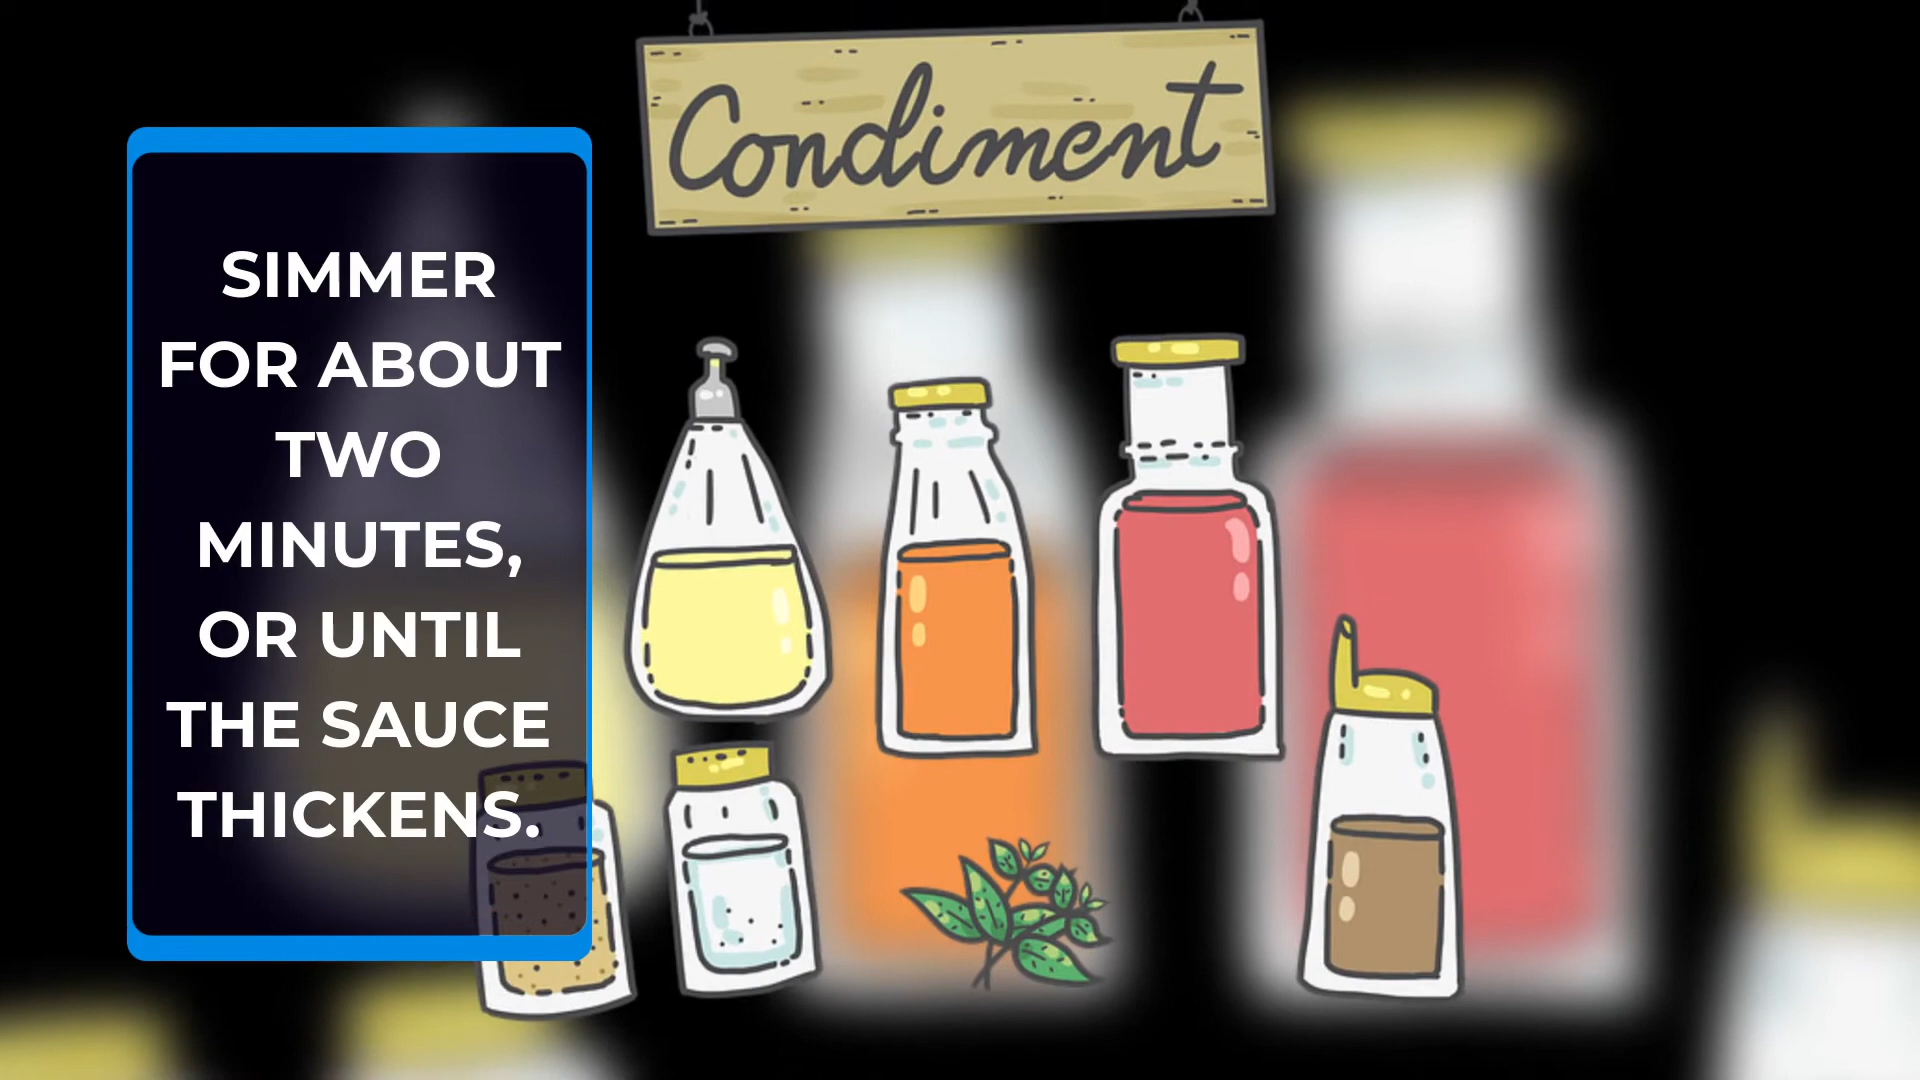 Condiment
SIMMER
FOR ABOUT
TWO
MINUTES,
OR UNTIL
THE SAUCE
THICKENS.